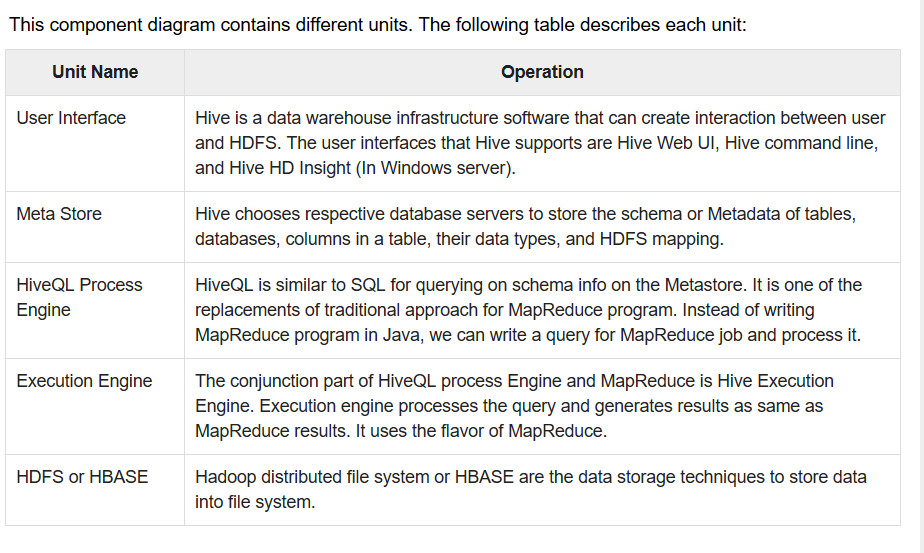 This component diagram contains different units. The following table describes each unit:
Unit Name
Operation
User Interface
Hive is a data warehouse infrastructure software that can create interaction between user
and HDFS. The user interfaces that Hive supports are Hive Web UI, Hive command line,
and Hive HD Insight (In Windows server).
Meta Store
Hive chooses respective database servers to store the schema or Metadata of tables,
databases, columns in a table, their data types, and HDFS mapping.
HiveQL Process
Engine
HiveQL is similar to SQL for querying on schema info on the Metastore. It is one of the
replacements of traditional approach for MapReduce program. Instead of writing
MapReduce program in Java, we can write a query for MapReduce job and process it.
Execution Engine
The conjunction part of HiveQL process Engine and MapReduce is Hive Execution
Engine. Execution engine processes the query and generates results as same as
MapReduce results. It uses the flavor of MapReduce.
HDFS or HBASE
Hadoop distributed file system or HBASE are the data storage techniques to store data
into file system.